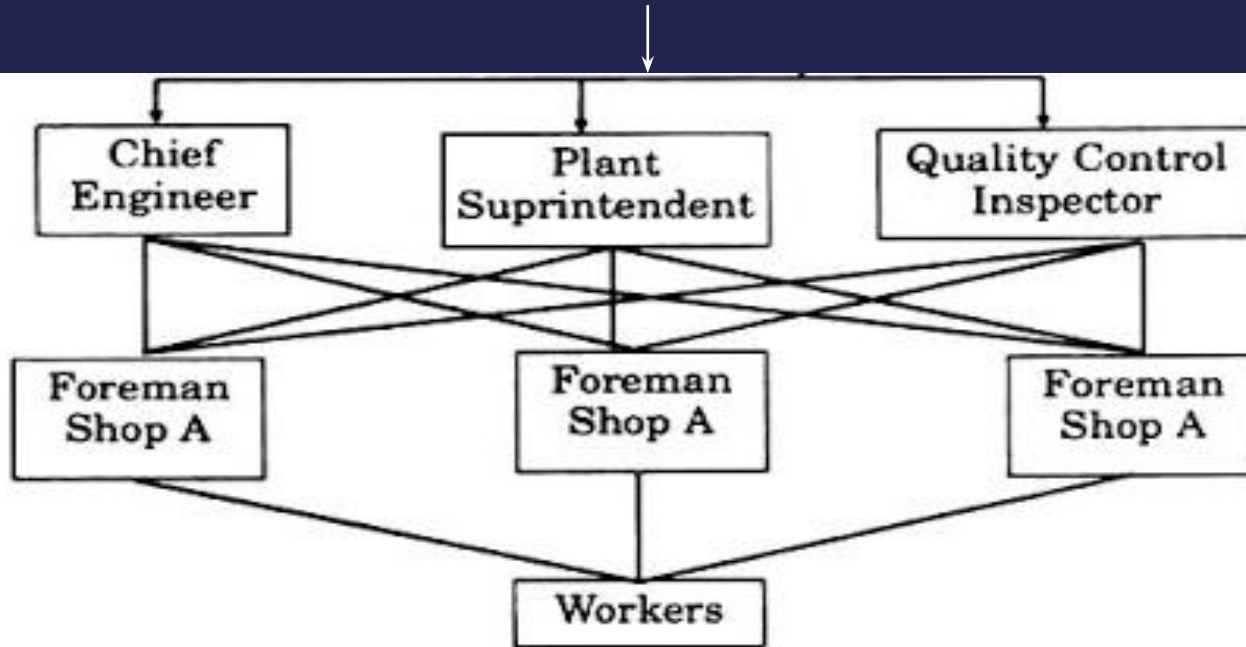 Chief
Engineer
Plant
Suprintendent
Quality Control
Inspector
Foreman
Shop A
Foreman
Shop A
Foreman
Shop A
Workers